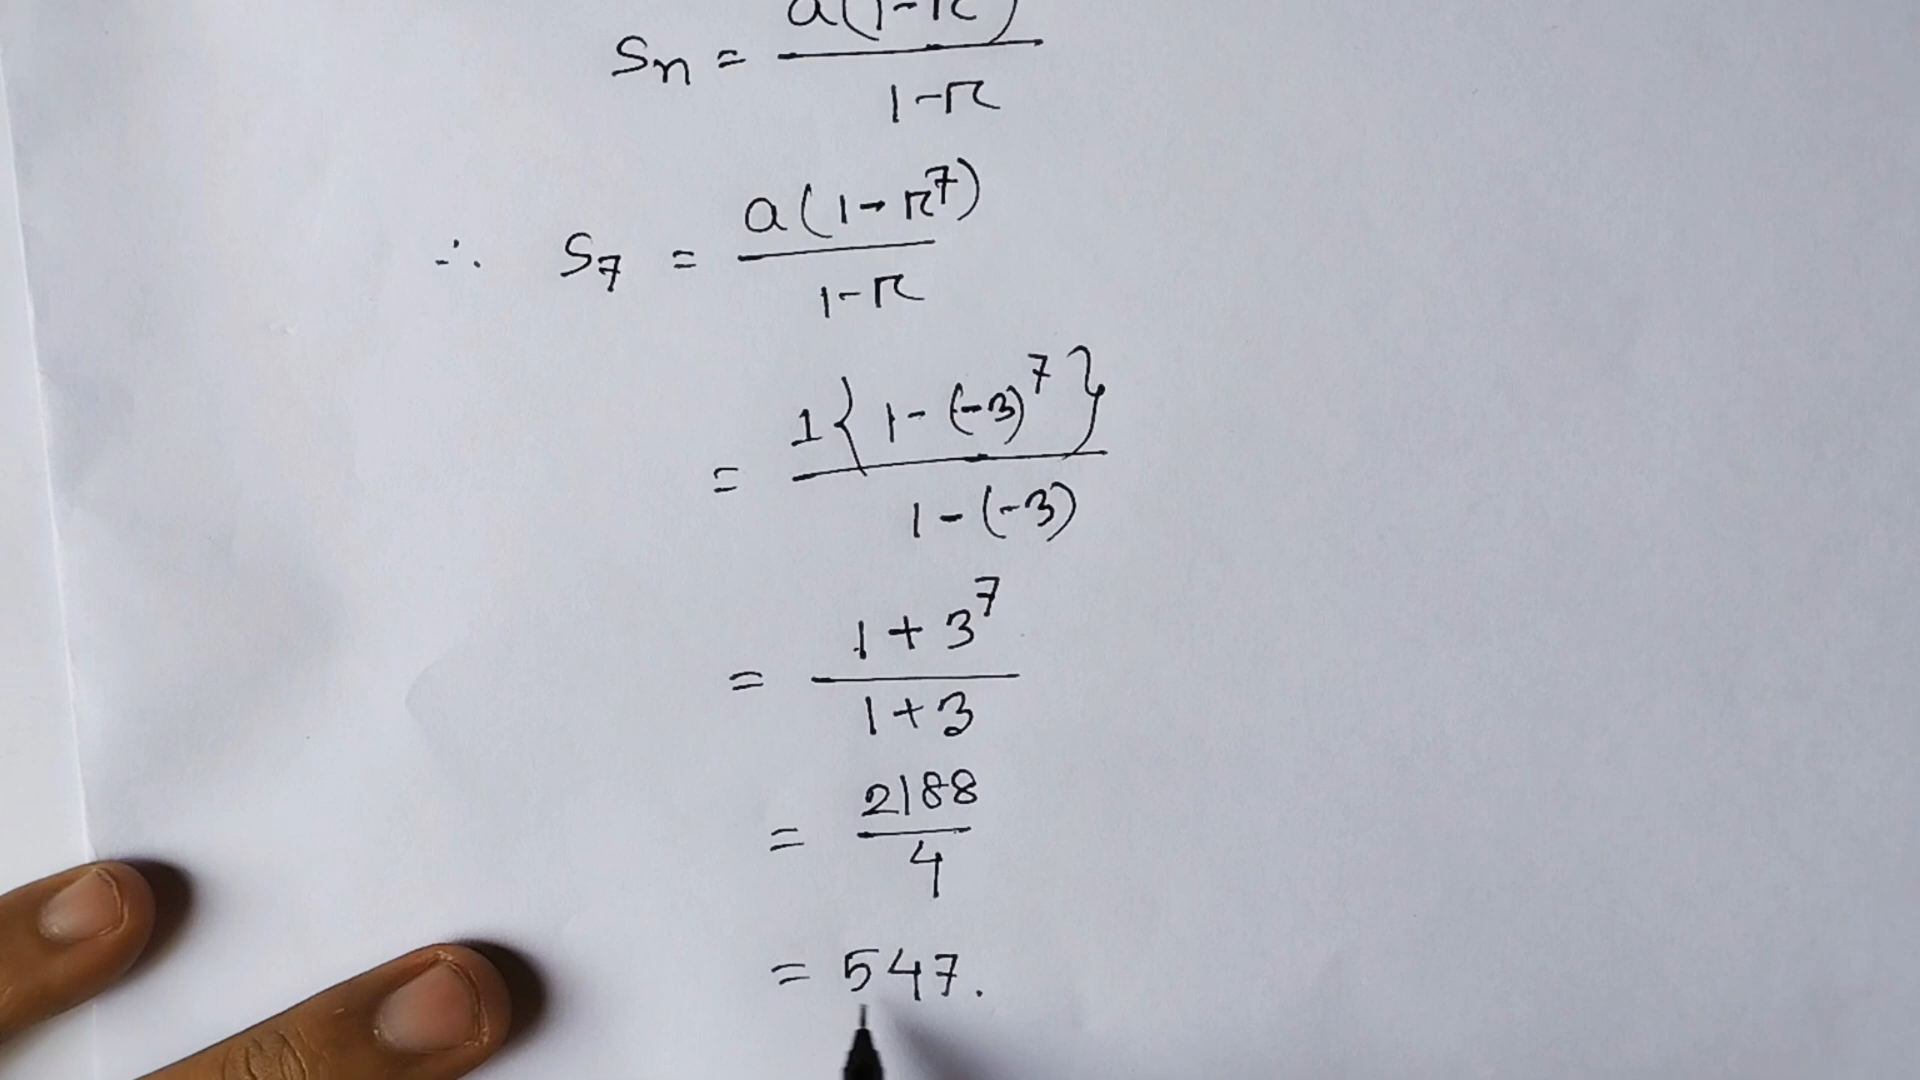 Sn = a(1-r) / 1-r
∴ S7 = a(1-r^7) / 1-r
= 1{1-(-3)^7} / 1-(-3)
= 1+3^7 / 1+3
= 2188 / 4
= 547.